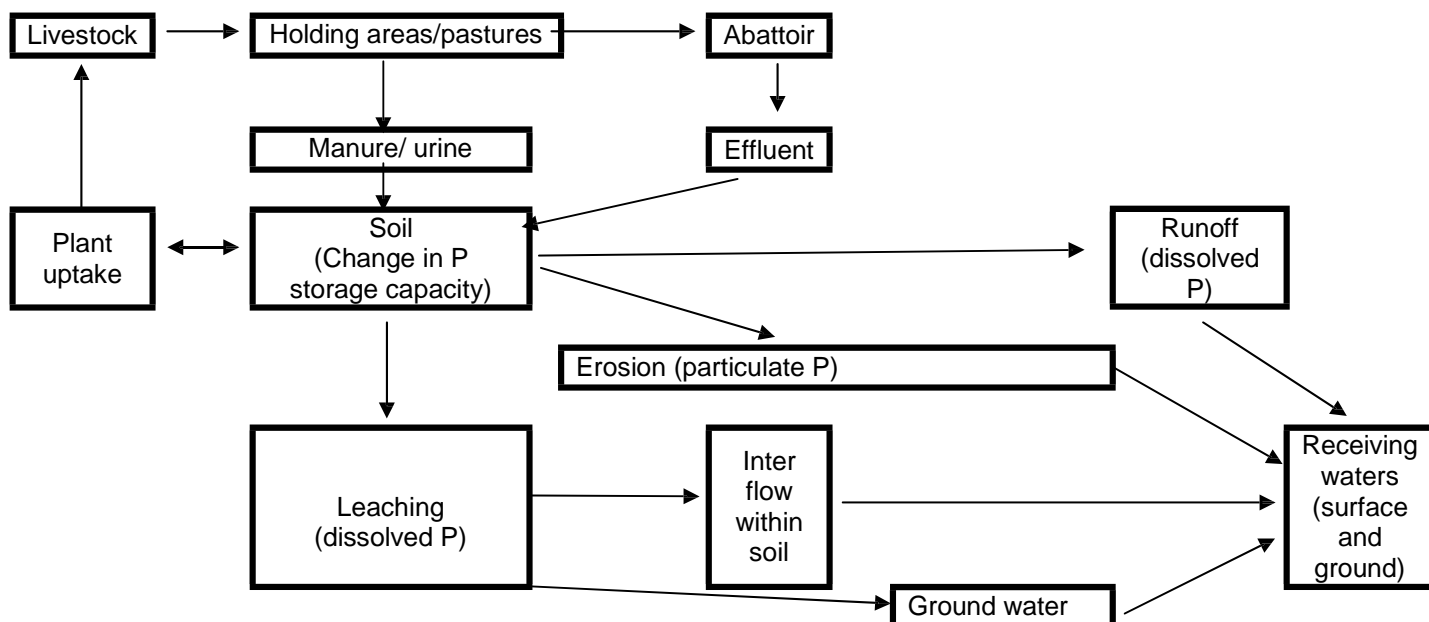 Livestock
Holding areas/pastures
Abattoir
Manure/ urine
Effluent
Plant
uptake
Soil
(Change in P
storage capacity)
Runoff
(dissolved
P)
Erosion (particulate P)
Leaching
(dissolved P)
Inter
flow
within
soil
Receiving
waters
(surface
and
ground)
Ground water